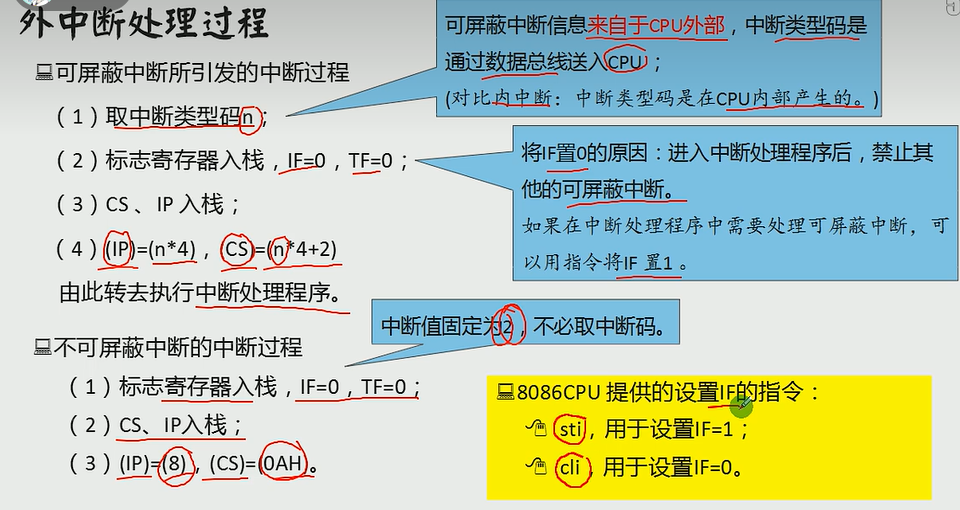 外中断处理过程
可屏蔽中断所引发的中断过程
（1）取中断类型码n；
（2）标志寄存器入栈，IF=0，TF=0；
（3）CS 、IP 入栈；
（4）(IP)=(n*4)，(CS)=(n*4+2)
由此转去执行中断处理程序。
可屏蔽中断信息来自于CPU外部，中断类型码是
通过数据总线送入CPU；
(对比内中断：中断类型码是在CPU内部产生的。)
将IF置0的原因：进入中断处理程序后，禁止其
他的可屏蔽中断。
如果在中断处理程序中需要处理可屏蔽中断，可
以用指令将IF 置1 。
中断值固定为2，不必取中断码。
不可屏蔽中断的中断过程
（1）标志寄存器入栈，IF=0，TF=0；
（2）CS、IP入栈；
（3）(IP)=(8)，(CS)=(0AH)。
8086CPU 提供的设置IF的指令：
sti，用于设置IF=1；
cli，用于设置IF=0。